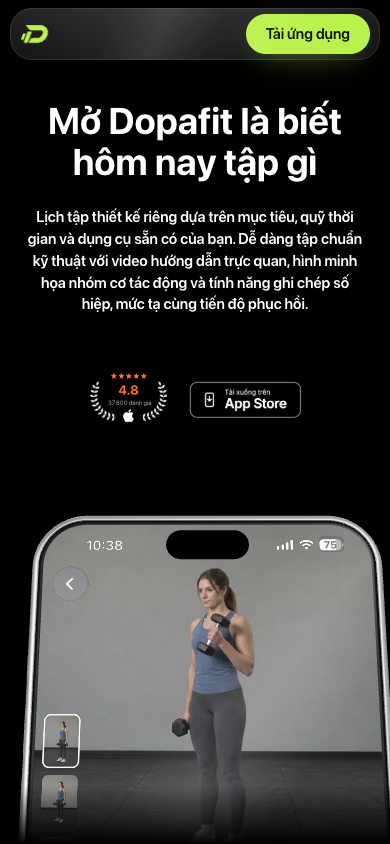 Tải ứng dụng
Mở Dopafit là biết
hôm nay tập gì
Lịch tập thiết kế riêng dựa trên mục tiêu, quỹ thời
gian và dụng cụ sẵn có của bạn. Dễ dàng tập chuẩn
kỹ thuật với video hướng dẫn trực quan, hình minh
họa nhóm cơ tác động và tính năng ghi chép số
hiệp, mức tạ cùng tiến độ phục hồi.
4.8
37.800 đánh giá
Tải xuống trên
App Store
10:38
75